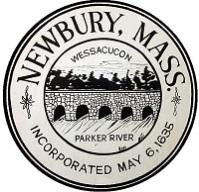 NEWBURY, MASS.
WESSACUCON
PARKER RIVER
INCORPORATED MAY 6, 1635